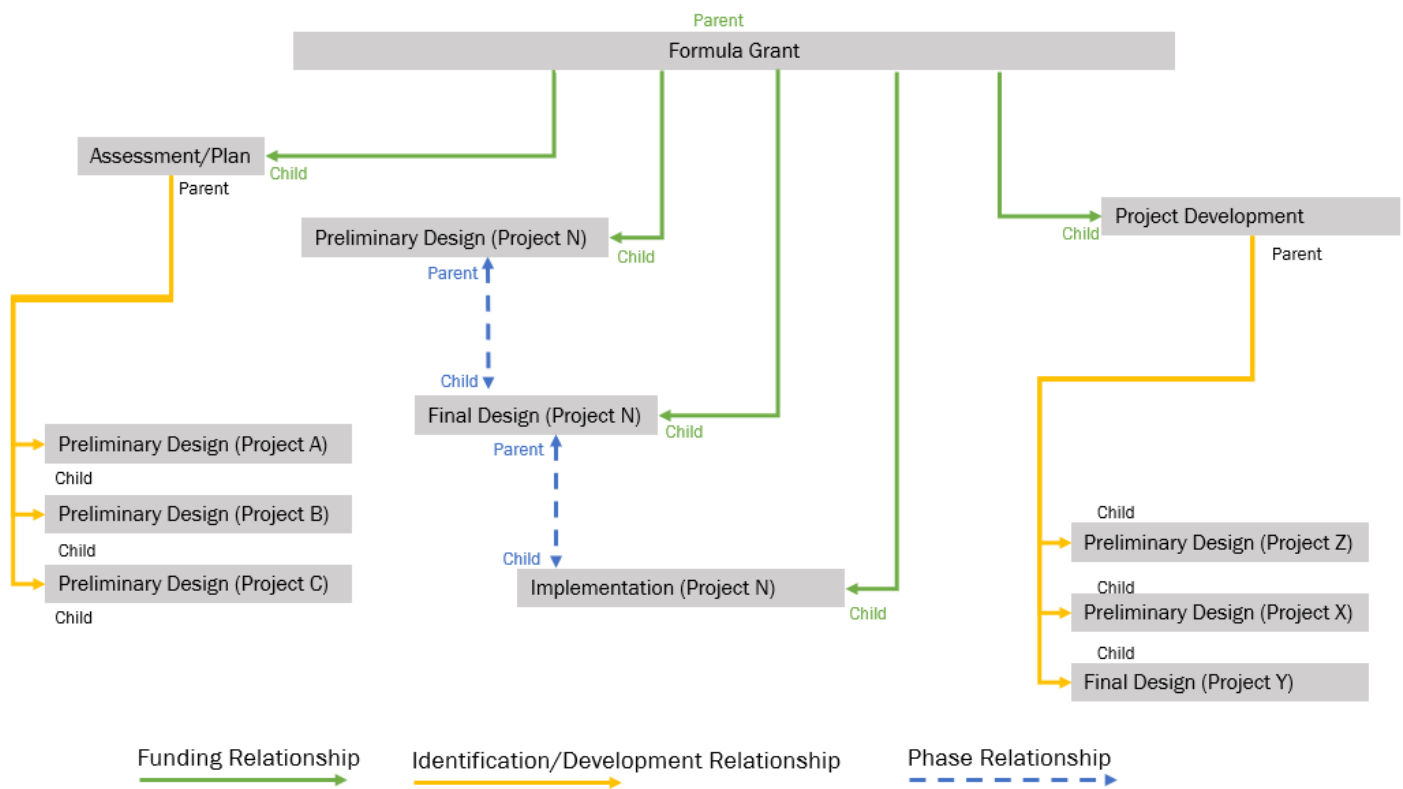 Parent
Formula Grant
Assessment/Plan
Child
Parent
Project Development
Child
Parent
Preliminary Design (Project N)
Child
Parent
Child
Final Design (Project N)
Child
Parent
Child
Implementation (Project N)
Child
Preliminary Design (Project A)
Child
Preliminary Design (Project B)
Child
Preliminary Design (Project C)
Child
Child
Preliminary Design (Project Z)
Child
Preliminary Design (Project X)
Child
Final Design (Project Y)
Funding Relationship
Identification/Development Relationship
Phase Relationship